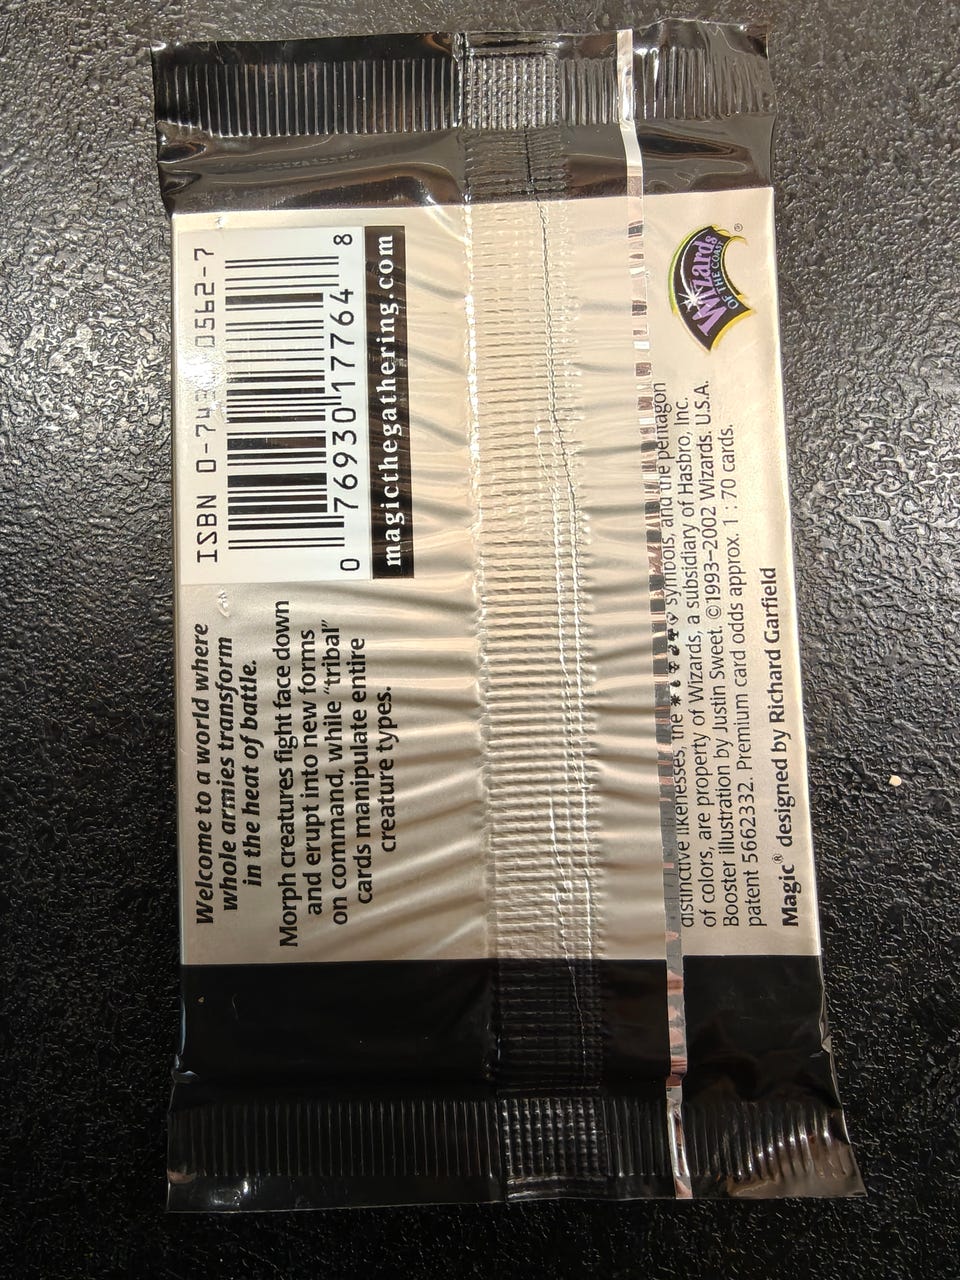 Welcome to a world where
whole armies transform
in the heat of battle.
Morph creatures fight face down
and erupt into new forms
on command, while “tribal”
cards manipulate entire
creature types.
ISBN 0-74 0562-7
0 76930 17764 8
magicthegathering.com
distinctive likenesses, the symbols, and the pentagon
of colors, are property of Wizards, a subsidiary of Hasbro, Inc.
Booster illustration by Justin Sweet. ©1993–2002 Wizards. U.S.A.
patent 5662332. Premium card odds approx. 1 : 70 cards.
Magic® designed by Richard Garfield
Wizards
OF THE COAST®